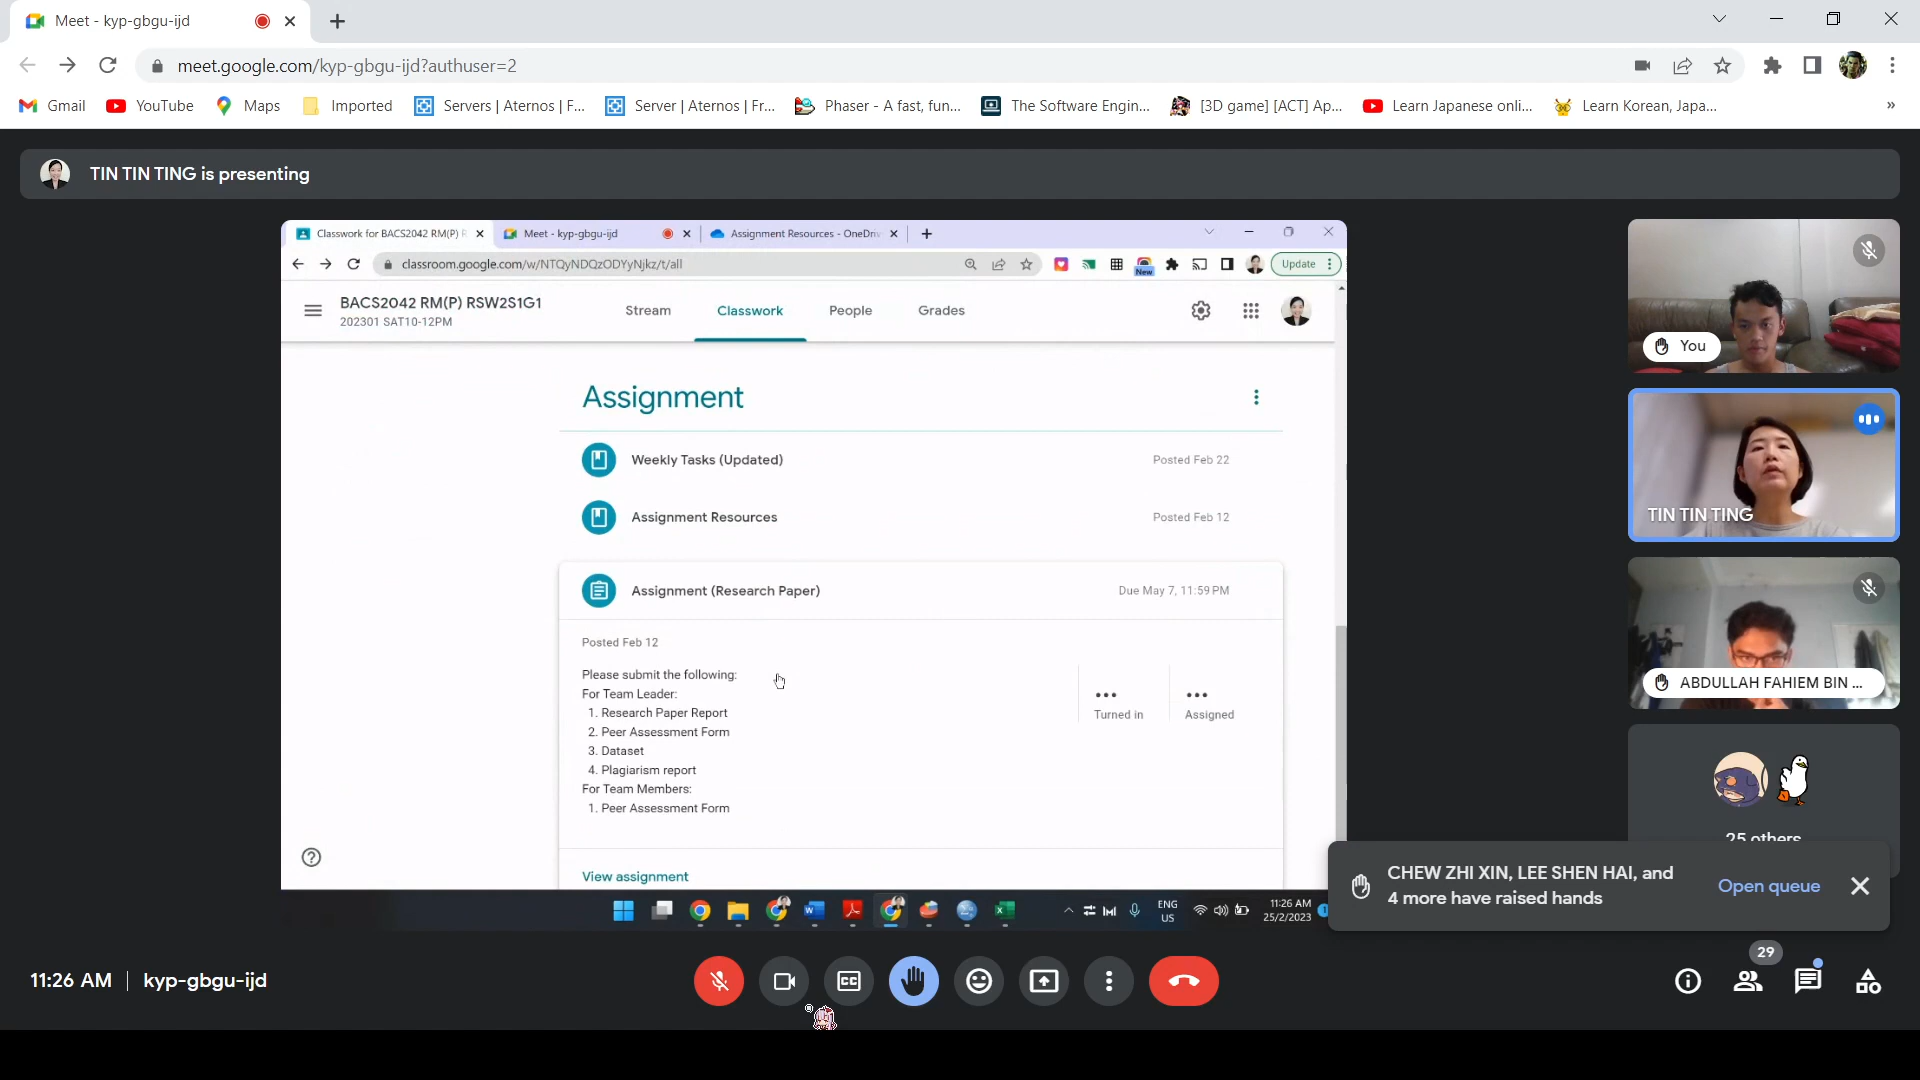 Meet - kyp-gbgu-ijd
meet.google.com/kyp-gbgu-ijd?authuser=2
Gmail
YouTube
Maps
Imported
Servers | Aternos | F...
Server | Aternos | Fr...
Phaser - A fast, fun...
The Software Engin...
[3D game] [ACT] Ap...
Learn Japanese onli...
Learn Korean, Japa...
»
TIN TIN TING is presenting
Classwork for BACS2042 RM(P) R
Meet - kyp-gbgu-ijd
Assignment Resources - OneDriv
classroom.google.com/w/NTQyNDQzODYyNjkz/t/all
New
Update
BACS2042 RM(P) RSW2S1G1
202301 SAT10-12PM
Stream
Classwork
People
Grades
Assignment
Weekly Tasks (Updated)
Posted Feb 22
Assignment Resources
Posted Feb 12
Assignment (Research Paper)
Due May 7, 11:59 PM
Posted Feb 12
Please submit the following:
For Team Leader:
1. Research Paper Report
2. Peer Assessment Form
3. Dataset
4. Plagiarism report
For Team Members:
1. Peer Assessment Form
Turned in
Assigned
View assignment
ENG
US
11:26 AM
25/2/2023
You
TIN TIN TING
ABDULLAH FAHIEM BIN ...
25 others
CHEW ZHI XIN, LEE SHEN HAI, and
4 more have raised hands
Open queue
11:26 AM | kyp-gbgu-ijd
29